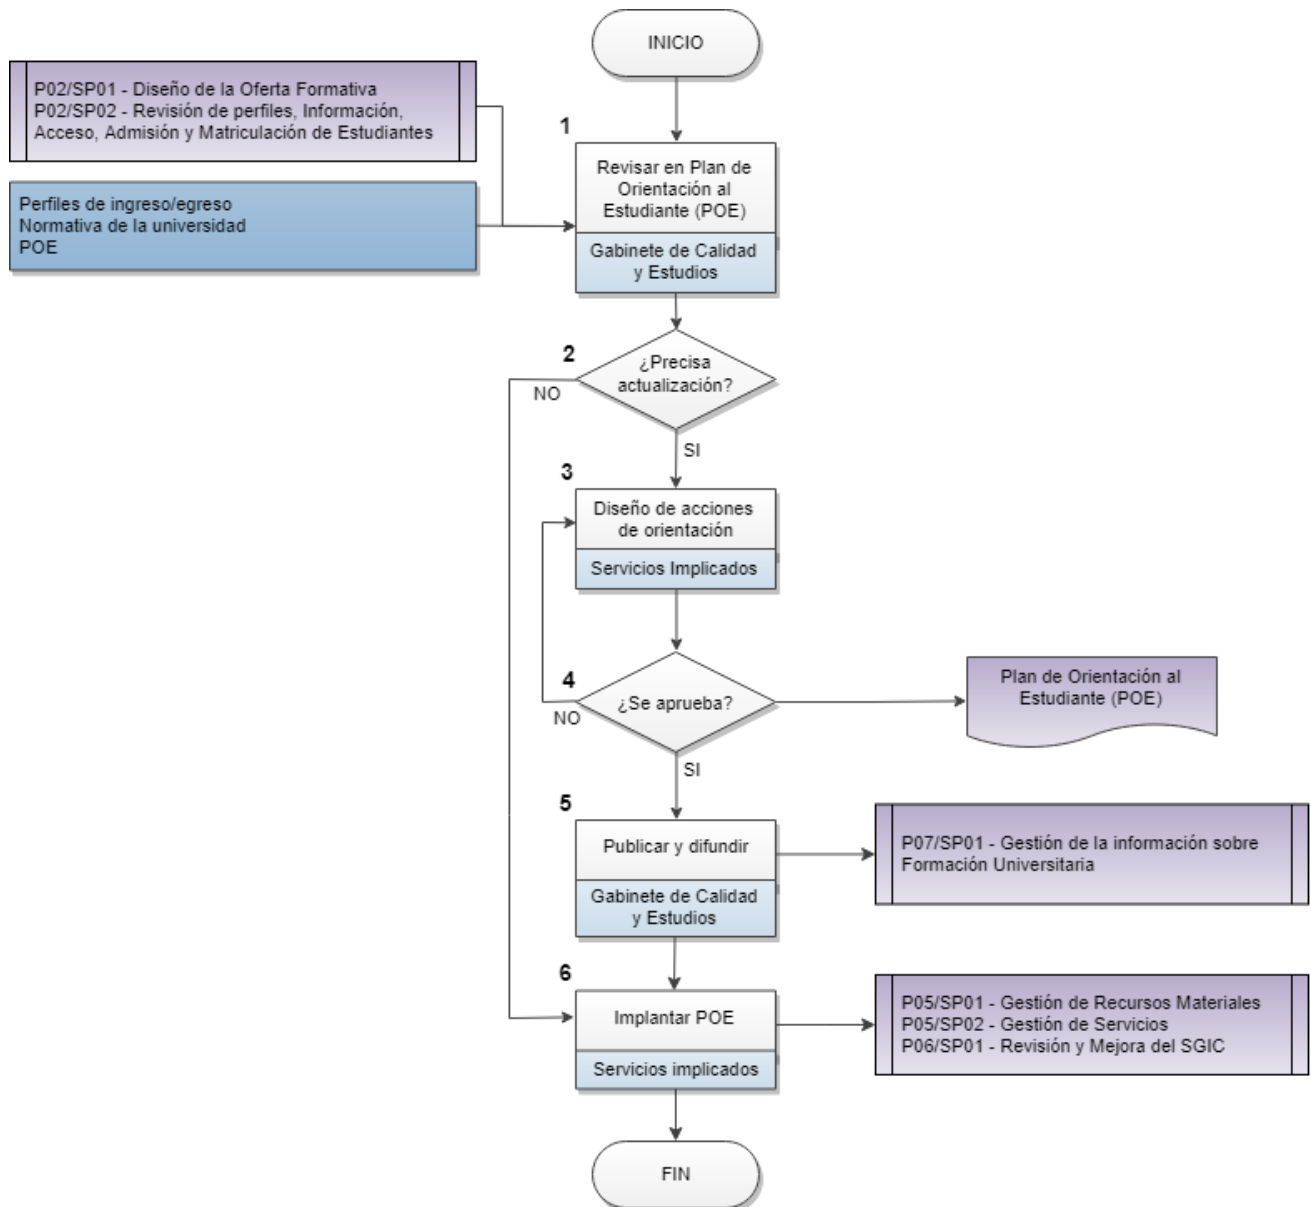 INICIO
P02/SP01 - Diseño de la Oferta Formativa
P02/SP02 - Revisión de perfiles, Información,
Acceso, Admisión y Matriculación de Estudiantes
1
Revisar en Plan de
Orientación al
Estudiante (POE)
Gabinete de Calidad
y Estudios
Perfiles de ingreso/egreso
Normativa de la universidad
POE
2
¿Precisa
actualización?
NO
SI
3
Diseño de acciones
de orientación
Servicios Implicados
4
¿Se aprueba?
NO
SI
Plan de Orientación al
Estudiante (POE)
5
Publicar y difundir
Gabinete de Calidad
y Estudios
P07/SP01 - Gestión de la información sobre
Formación Universitaria
6
Implantar POE
Servicios implicados
P05/SP01 - Gestión de Recursos Materiales
P05/SP02 - Gestión de Servicios
P06/SP01 - Revisión y Mejora del SGIC
FIN